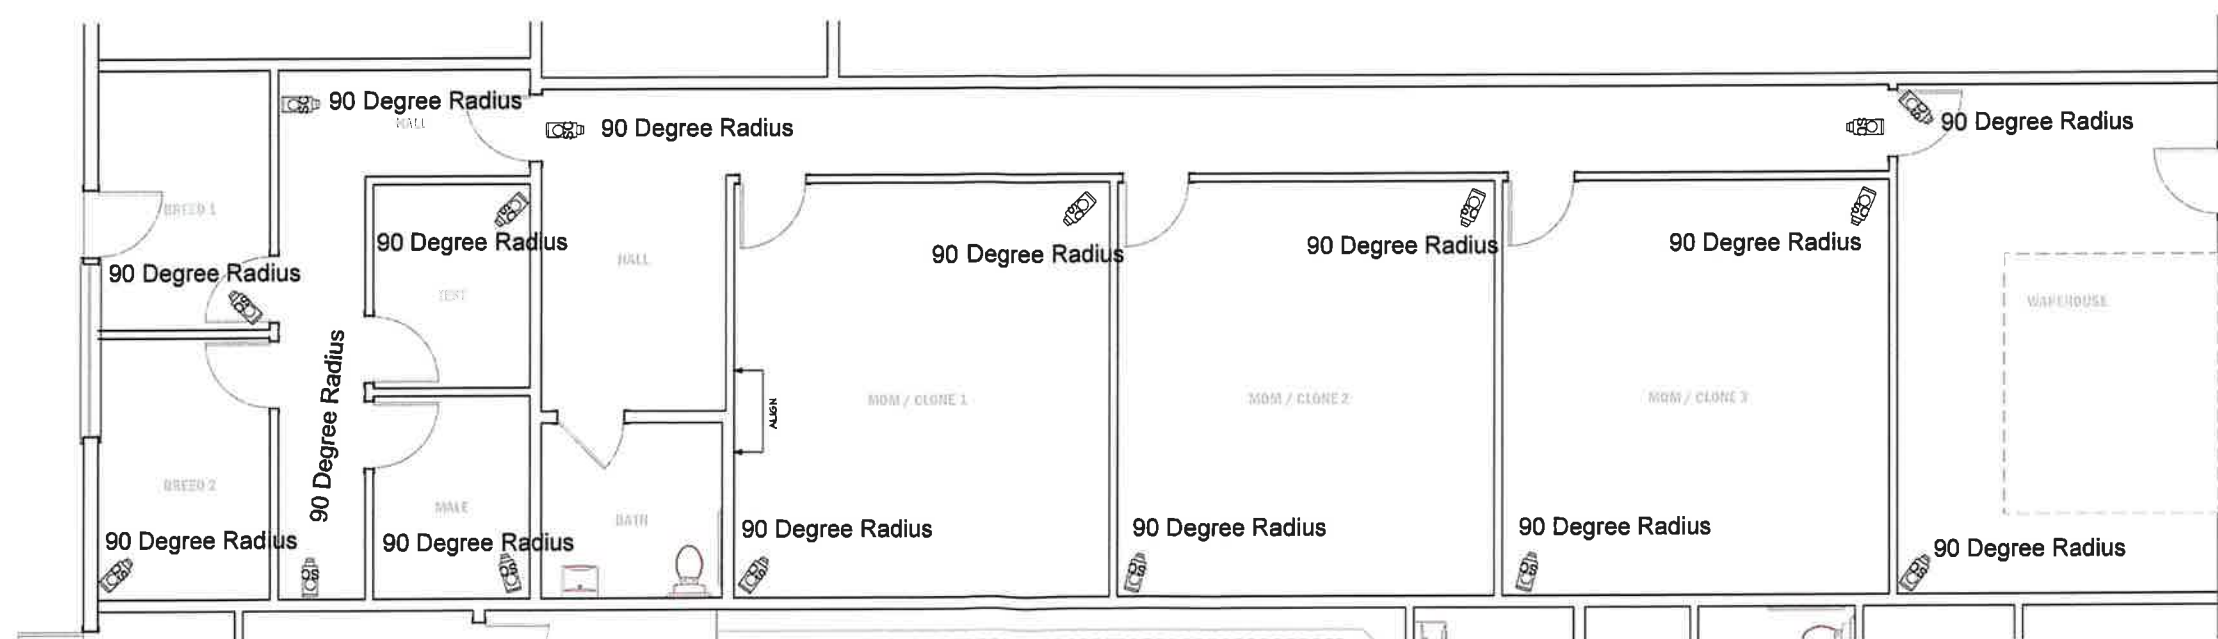 90 Degree Radius
HALL
90 Degree Radius
90 Degree Radius
BREED 1
90 Degree Radius
90 Degree Radius
TEST
HALL
90 Degree Radius
90 Degree Radius
90 Degree Radius
WAREHOUSE
90 Degree Radius
BREED 2
90 Degree Radius
MALE
90 Degree Radius
BATH
ALIGN
MOM / CLONE 1
90 Degree Radius
MOM / CLONE 2
90 Degree Radius
MOM / CLONE 3
90 Degree Radius
90 Degree Radius